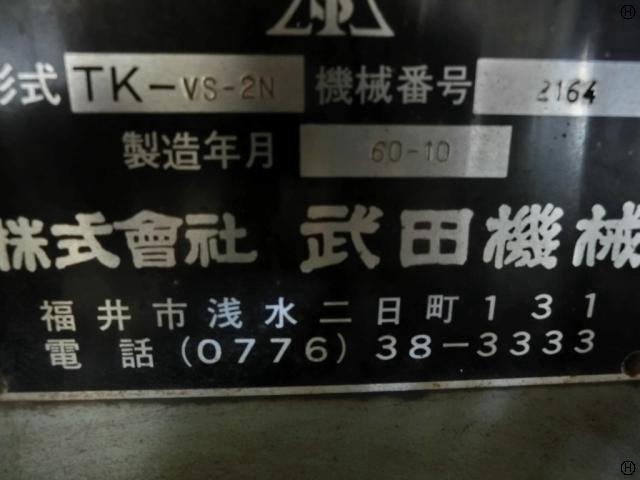 形式 TK-VS-2N 機械番号 2164
製造年月 60-10
株式會社 武田機械
福井市浅水二日町131
電話(0776)38-3333